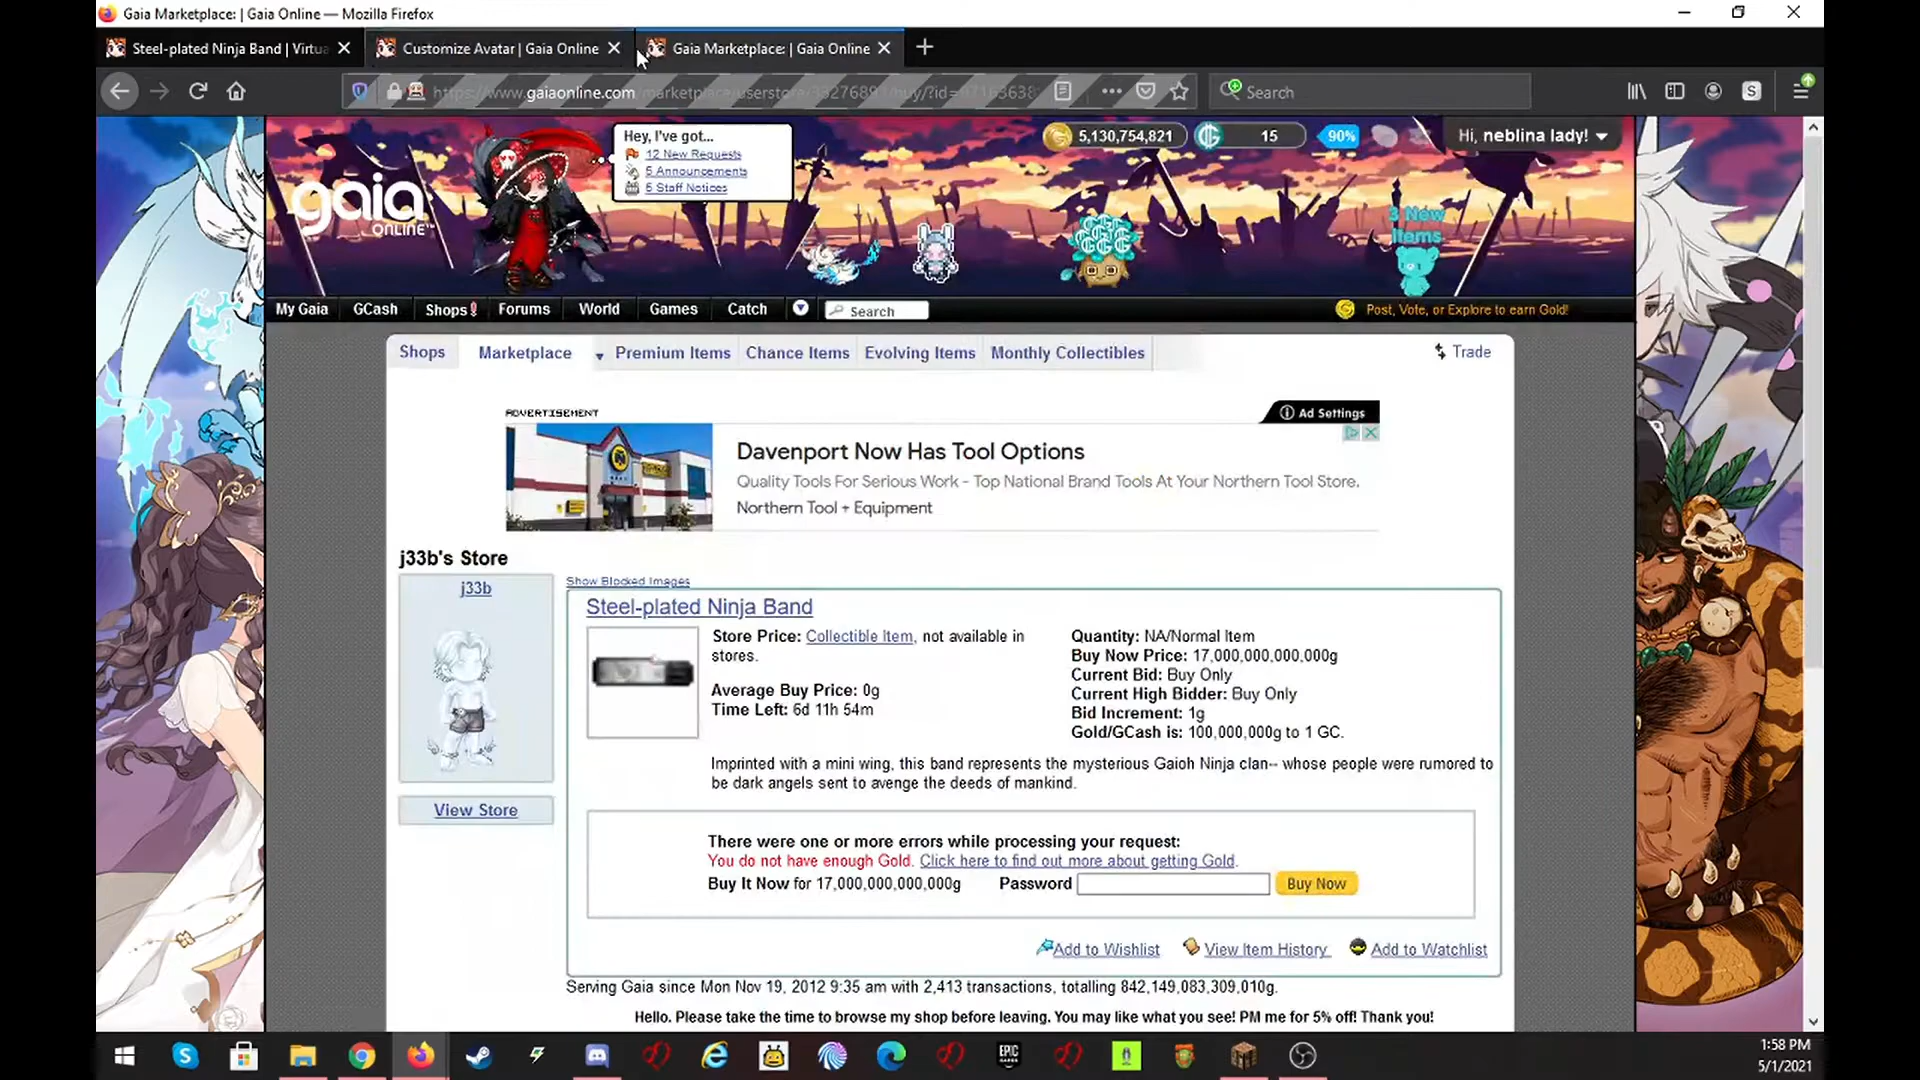 Gaia Marketplace: | Gaia Online — Mozilla Firefox
Steel-plated Ninja Band | Virtua
Customize Avatar | Gaia Online
Gaia Marketplace: | Gaia Online
Search
Hey, I've got...
12 New Requests
5 Announcements
5 Staff Notices
5,130,754,821
15
90%
Hi, neblina lady!
gaia
ONLINE™
3 New
Items
My Gaia
GCash
Shops!
Forums
World
Games
Catch
Search
Post, Vote, or Explore to earn Gold!
Shops
Marketplace
Premium Items
Chance Items
Evolving Items
Monthly Collectibles
Trade
ADVERTISEMENT
Ad Settings
Davenport Now Has Tool Options
Quality Tools For Serious Work - Top National Brand Tools At Your Northern Tool Store.
Northern Tool + Equipment
j33b's Store
j33b
View Store
Show Blocked Images
Steel-plated Ninja Band
Store Price: Collectible Item, not available in
stores.
Average Buy Price: 0g
Time Left: 6d 11h 54m
Quantity: NA/Normal Item
Buy Now Price: 17,000,000,000,000g
Current Bid: Buy Only
Current High Bidder: Buy Only
Bid Increment: 1g
Gold/GCash is: 100,000,000g to 1 GC.
Imprinted with a mini wing, this band represents the mysterious Gaioh Ninja clan-- whose people were rumored to
be dark angels sent to avenge the deeds of mankind.
There were one or more errors while processing your request:
You do not have enough Gold. Click here to find out more about getting Gold.
Buy It Now for 17,000,000,000,000g
Password
Buy Now
Add to Wishlist
View Item History
Add to Watchlist
Serving Gaia since Mon Nov 19, 2012 9:35 am with 2,413 transactions, totalling 842,149,083,309,010g.
Hello. Please take the time to browse my shop before leaving. You may like what you see! PM me for 5% off! Thank you!
1:58 PM
5/1/2021